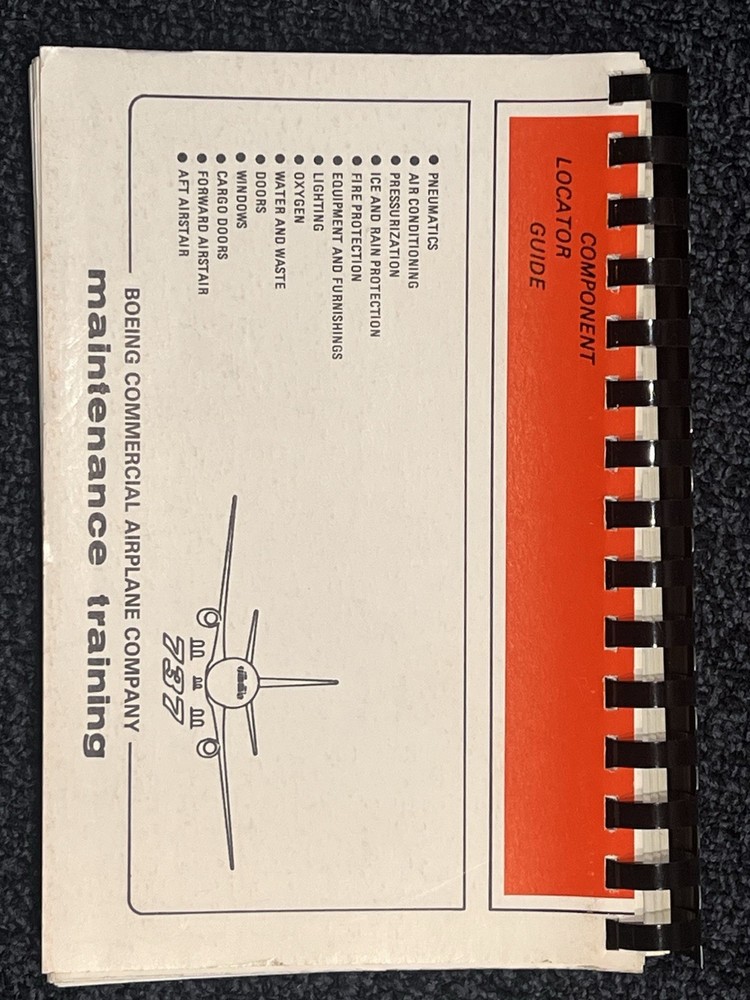 COMPONENT
LOCATOR
GUIDE
● PNEUMATICS
● AIR CONDITIONING
● PRESSURIZATION
● ICE AND RAIN PROTECTION
● FIRE PROTECTION
● EQUIPMENT AND FURNISHINGS
● LIGHTING
● OXYGEN
● WATER AND WASTE
● DOORS
● WINDOWS
● CARGO DOORS
● FORWARD AIRSTAIR
● AFT AIRSTAIR
737
BOEING COMMERCIAL AIRPLANE COMPANY
maintenance training